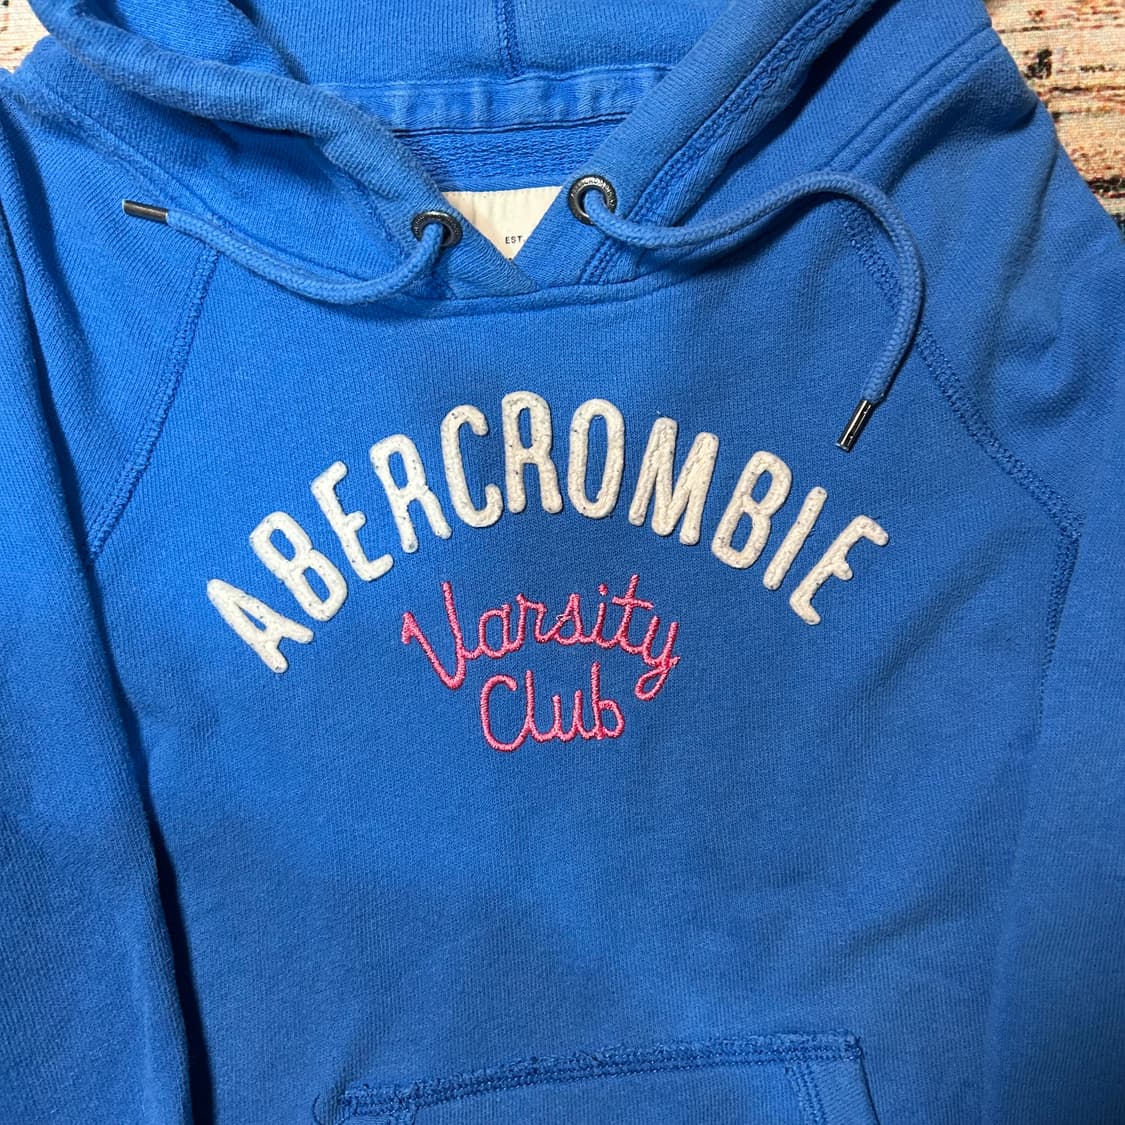 EST.
ABERCROMBIE
Varsity
Club